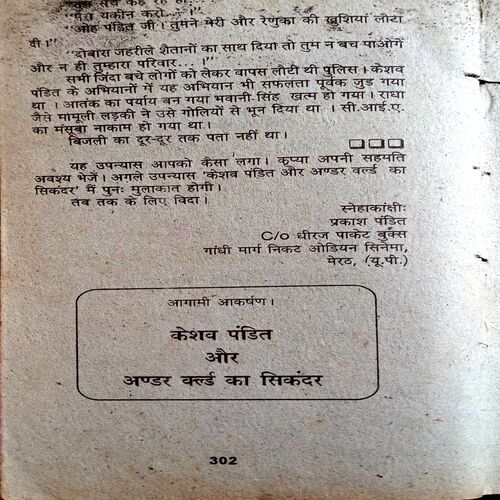 "मेरा यकीन करो...।"
"ओह पंडित जी। तुमने मेरी और रेणुका की खुशियां लौटा
दी।"
"दोबारा जहरीले शैतानों का साथ दिया तो तुम न बच पाओगे
और न ही तुम्हारा परिवार...।"
सभी जिंदा बचे लोगों को लेकर वापस लौटी थी पुलिस। केशव
पंडित के अभियानों में यह अभियान भी सफलता पूर्वक जुड़ गया
था। आतंक का पर्याय बन गया भवानी सिंह खत्म हो गया। राधा
जैसे मामूली लड़की ने उसे गोलियों से भून दिया था । सी.आई.ए.
का मंसूबा नाकाम हो गया था।
बिजली का दूर-दूर तक पता नहीं था।
यह उपन्यास आपको कैसा लगा। कृप्या अपनी सहमति
अवश्य भेजें। अगले उपन्यास 'केशव पंडित और अण्डर वर्ल्ड का
सिकंदर' में पुनः मुलाकात होगी।
तब तक के लिए विदा।
स्नेहाकांक्षीः
प्रकाश पंडित
C/o धीरज पाकेट बुक्स
गांधी मार्ग निकट ओडियन सिनेमा,
मेरठ, (यू.पी.)
आगामी आकर्षण।
केशव पंडित
और
अण्डर वर्ल्ड का सिकंदर
302